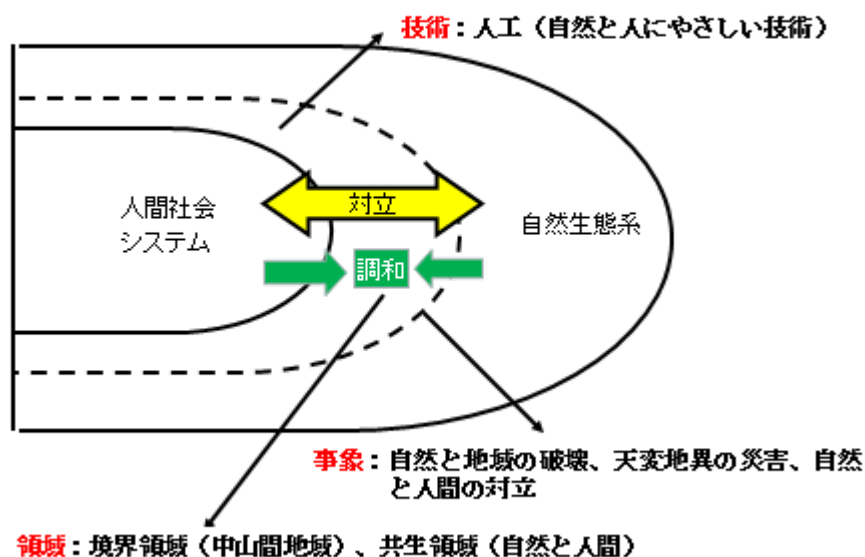 技術：人工（自然と人にやさしい技術）
対立
人間社会
システム
自然生態系
調和
事象：自然と地域の破壊、天変地異の災害、自然
と人間の対立
領域：境界領域（中山間地域）、共生領域（自然と人間）